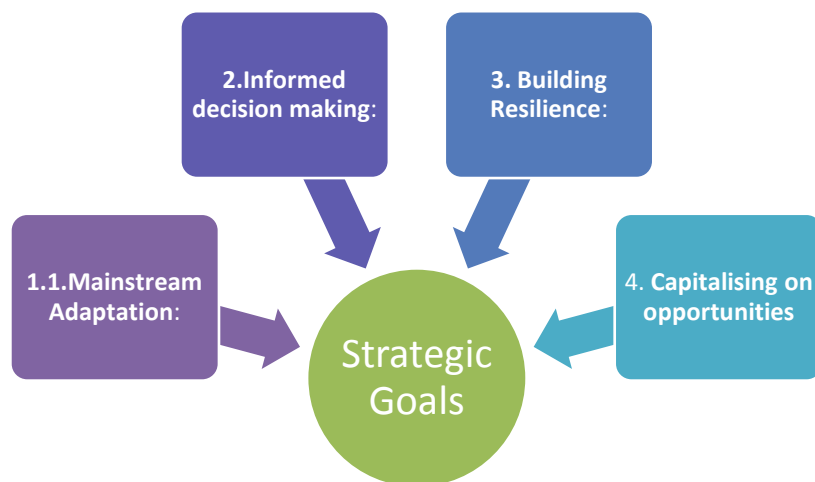 2.Informed
decision making:
3. Building
Resilience:
1.1.Mainstream
Adaptation:
4. Capitalising on
opportunities
Strategic
Goals